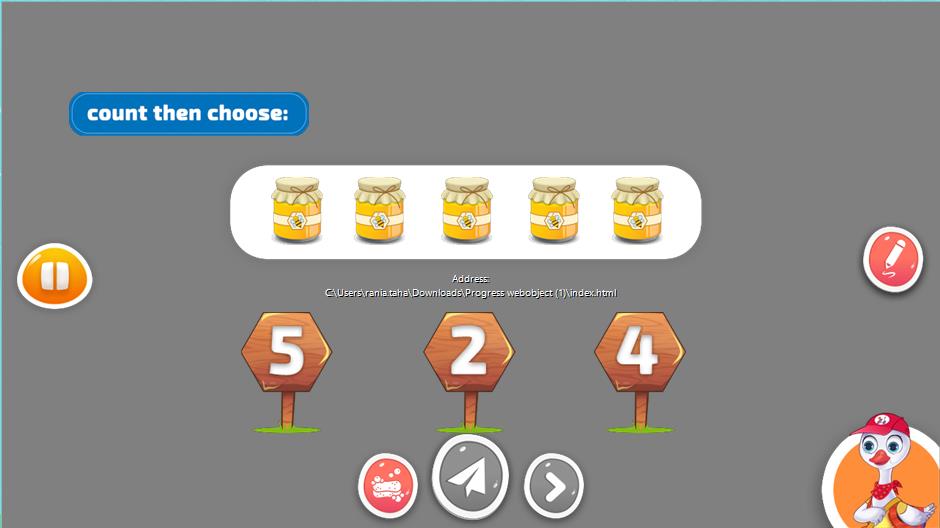 count then choose:
Address:
C:\Users\rania.taha\Downloads\Progress webobject (1)\index.html
5 2 4